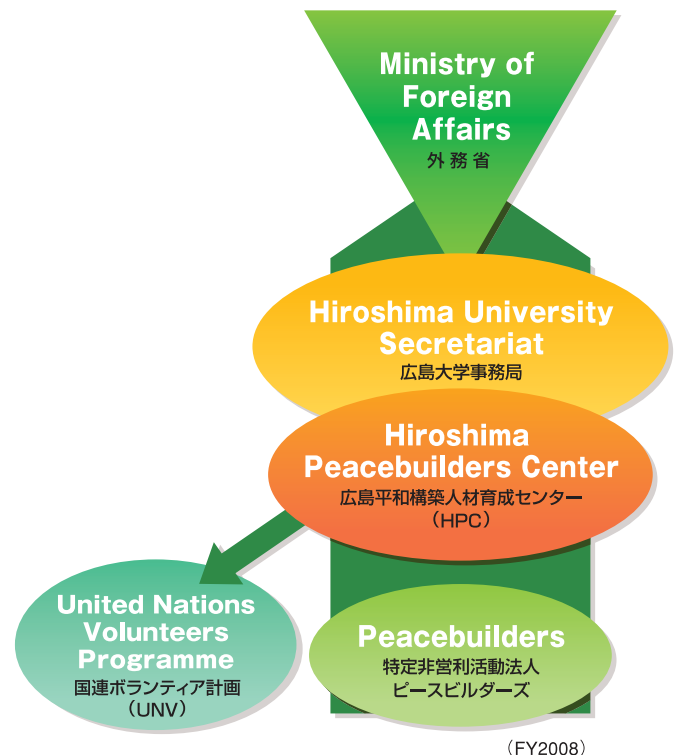 Ministry of
Foreign
Affairs
外務省
Hiroshima University
Secretariat
広島大学事務局
Hiroshima
Peacebuilders Center
広島平和構築人材育成センター
（HPC）
United Nations
Volunteers
Programme
国連ボランティア計画
（UNV）
Peacebuilders
特定非営利活動法人
ピースビルダーズ
（FY2008）